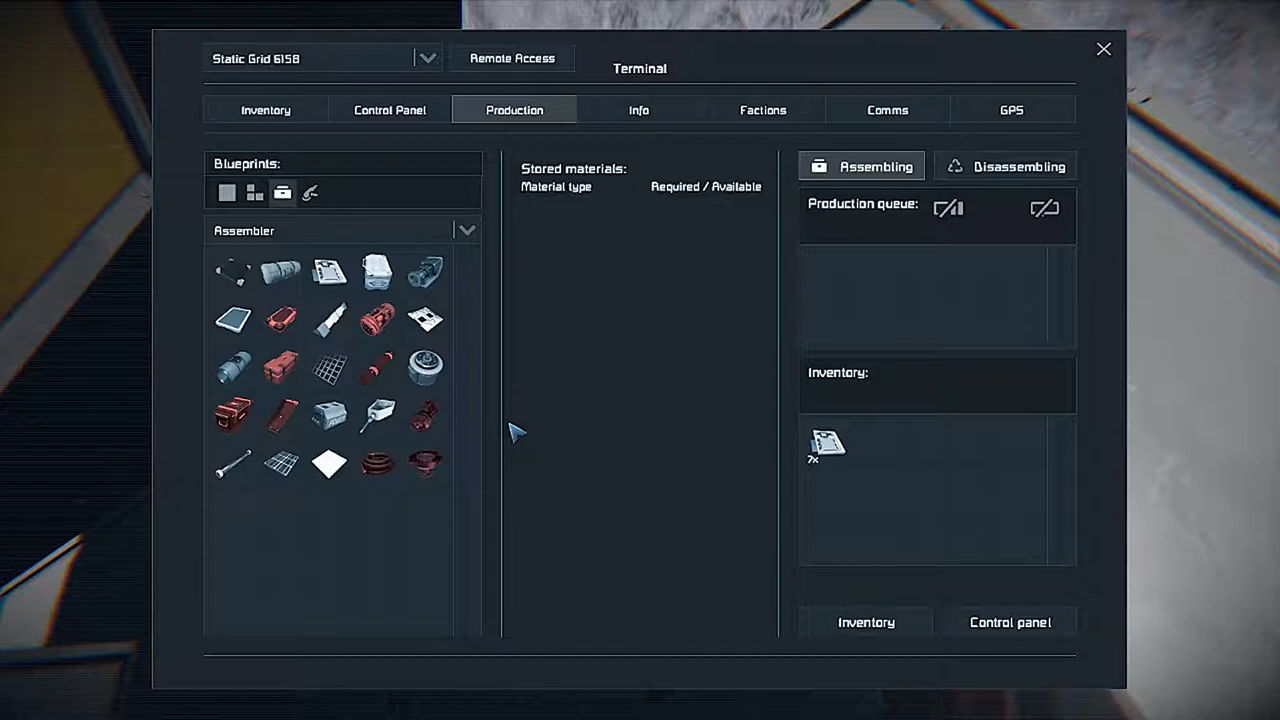 Static Grid 6158
Remote Access
Terminal
Inventory
Control Panel
Production
Info
Factions
Comms
GPS
Blueprints:
Assembler
Stored materials:
Material type
Required / Available
Assembling
Disassembling
Production queue:
Inventory:
7x
Inventory
Control panel